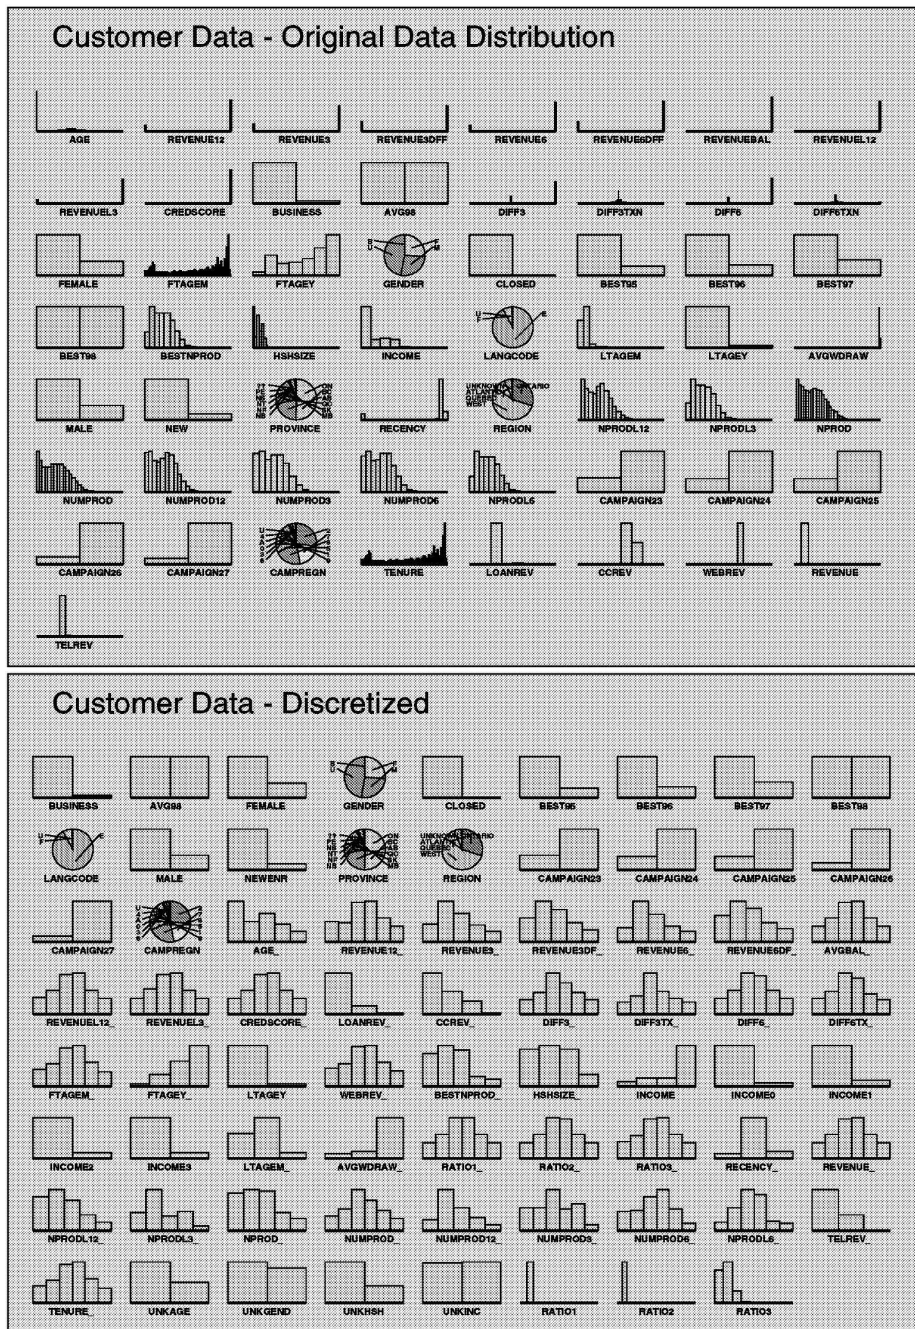 Customer Data - Original Data Distribution
AGE REVENUE12 REVENUE3 REVENUE3DFF REVENUE6 REVENUE6DFF REVENUEBAL REVENUEL12
REVENUEL3 CREDSCORE BUSINESS AVG98 DIFF3 DIFF3TXN DIFF6 DIFF6TXN
FEMALE FTAGEM FTAGEY GENDER CLOSED BEST95 BEST96 BEST97
BEST98 BESTNPROD HSHSIZE INCOME LANGCODE LTAGEM LTAGEY AVGWDRAW
MALE NEW PROVINCE RECENCY REGION NPRODL12 NPRODL3 NPROD
NUMPROD NUMPROD12 NUMPROD3 NUMPROD6 NPRODL6 CAMPAIGN23 CAMPAIGN24 CAMPAIGN25
CAMPAIGN26 CAMPAIGN27 CAMPREGN TENURE LOANREV CCREV WEBREV REVENUE
TELREV
Customer Data - Discretized
BUSINESS AVG98 FEMALE GENDER CLOSED BEST95 BEST96 BEST97 BEST98
LANGCODE MALE NEWENR PROVINCE REGION CAMPAIGN23 CAMPAIGN24 CAMPAIGN25 CAMPAIGN26
CAMPAIGN27 CAMPREGN AGE_ REVENUE12_ REVENUE3_ REVENUE3DF_ REVENUE6_ REVENUE6DF_ AVGBAL_
REVENUEL12_ REVENUEL3_ CREDSCORE_ LOANREV_ CCREV_ DIFF3_ DIFF3TX_ DIFF6_ DIFF6TX_
FTAGEM_ FTAGEY_ LTAGEY WEBREV_ BESTNPROD_ HSHSIZE_ INCOME INCOME0 INCOME1
INCOME2 INCOME3 LTAGEM_ AVGWDRAW_ RATIO1_ RATIO2_ RATIO3_ RECENCY_ REVENUE_
NPRODL12_ NPRODL3_ NPROD_ NUMPROD_ NUMPROD12_ NUMPROD3_ NUMPROD6_ NPRODL6_ TELREV_
TENURE_ UNKAGE UNKGEND UNKHSH UNKINC RATIO1 RATIO2 RATIO3